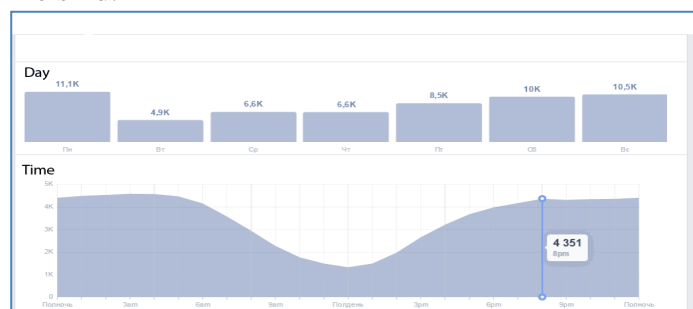 Day
11,1K 4,9K 6,6K 6,6K 8,5K 10K 10,5K
Пн Вт Ср Чт Пт Сб Вс
Time
5K
4K
3K
2K
1K
0
4 351
8pm
Полночь 3am 6am 9am Полдень 3pm 6pm 9pm Полночь